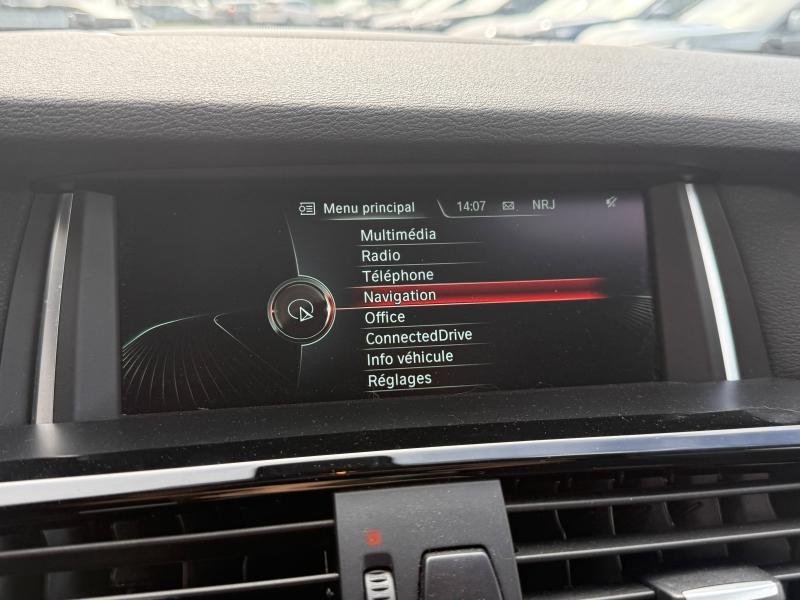 Menu principal 14:07 NRJ
Multimédia
Radio
Téléphone
Navigation
Office
ConnectedDrive
Info véhicule
Réglages